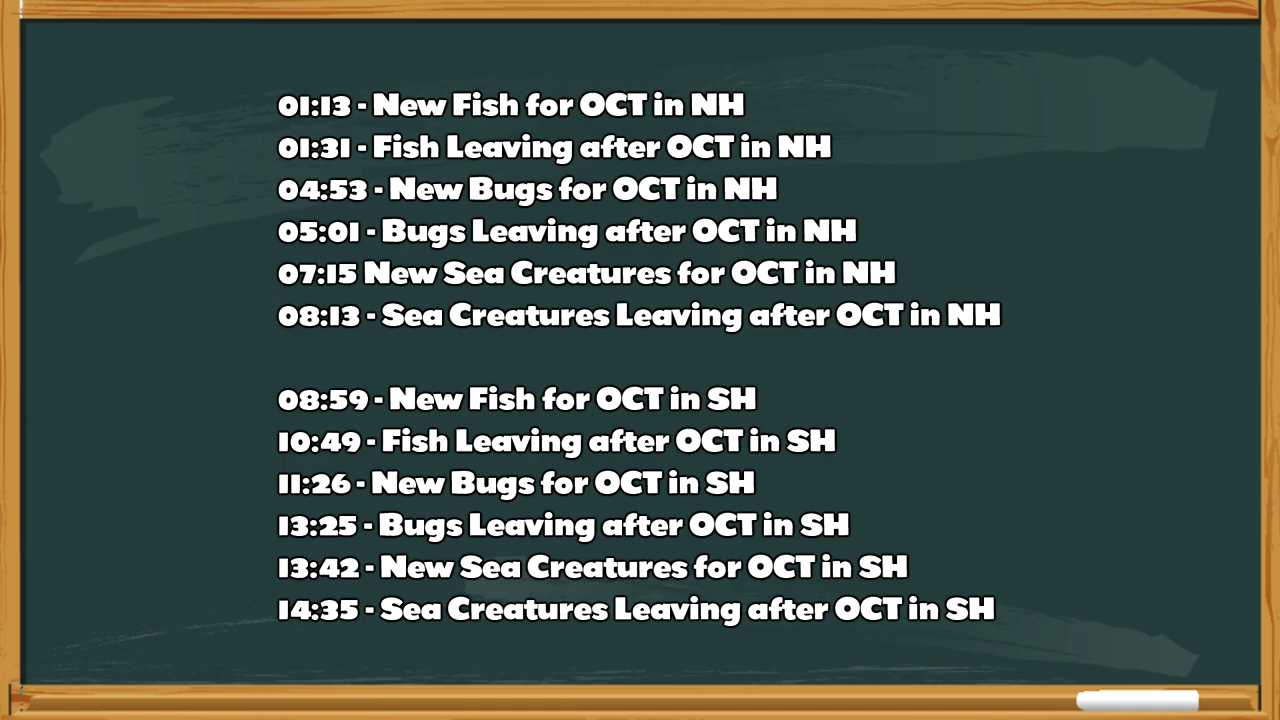 01:13 - New Fish for OCT in NH
01:31 - Fish Leaving after OCT in NH
04:53 - New Bugs for OCT in NH
05:01 - Bugs Leaving after OCT in NH
07:15 New Sea Creatures for OCT in NH
08:13 - Sea Creatures Leaving after OCT in NH
08:59 - New Fish for OCT in SH
10:49 - Fish Leaving after OCT in SH
11:26 - New Bugs for OCT in SH
13:25 - Bugs Leaving after OCT in SH
13:42 - New Sea Creatures for OCT in SH
14:35 - Sea Creatures Leaving after OCT in SH